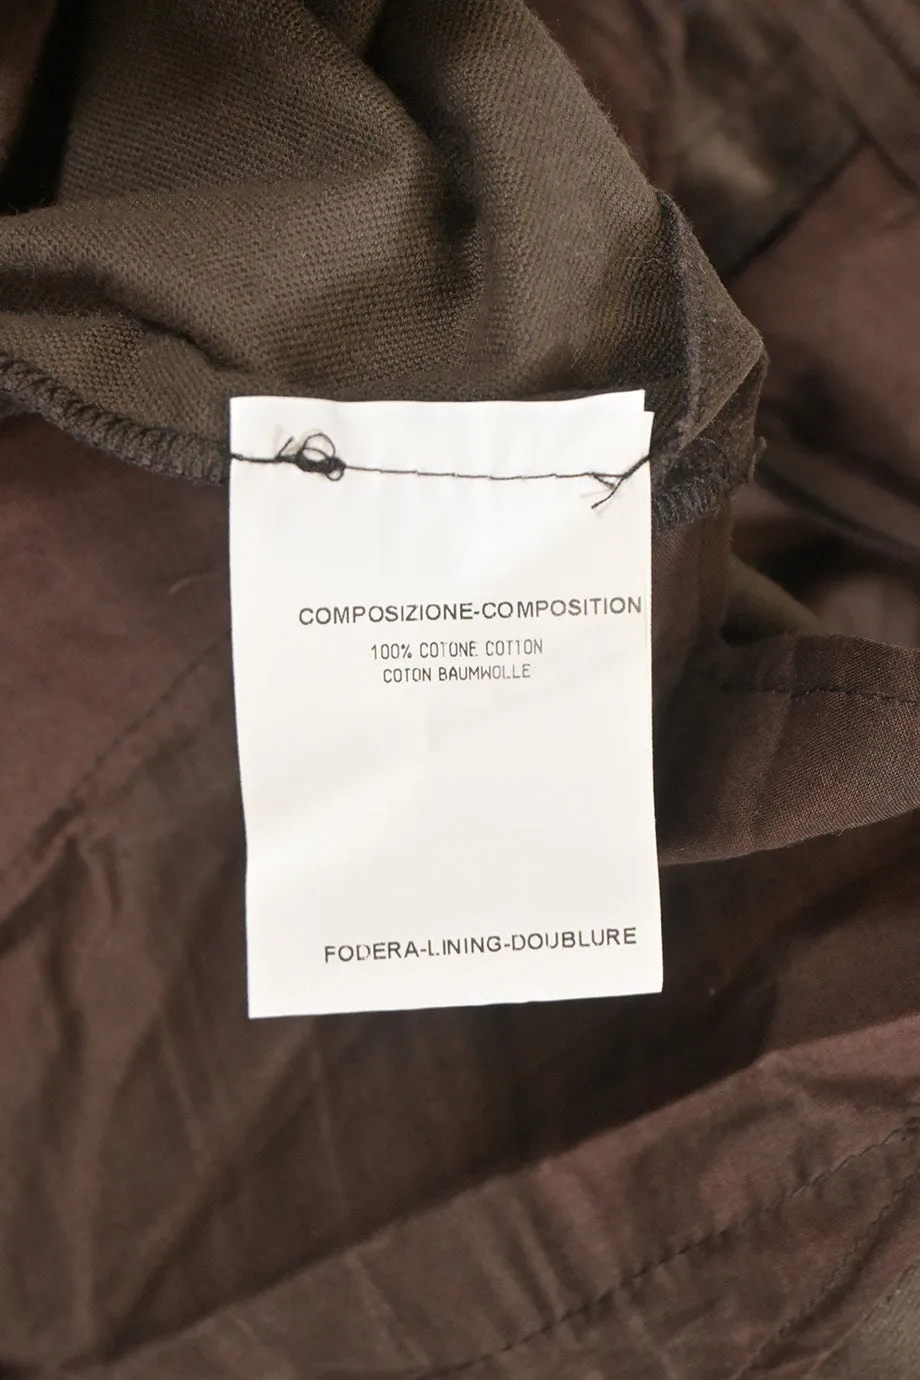 COMPOSIZIONE-COMPOSITION
100% COTONE COTTON
COTON BAUMWOLLE
FODERA-LINING-DOUBLURE